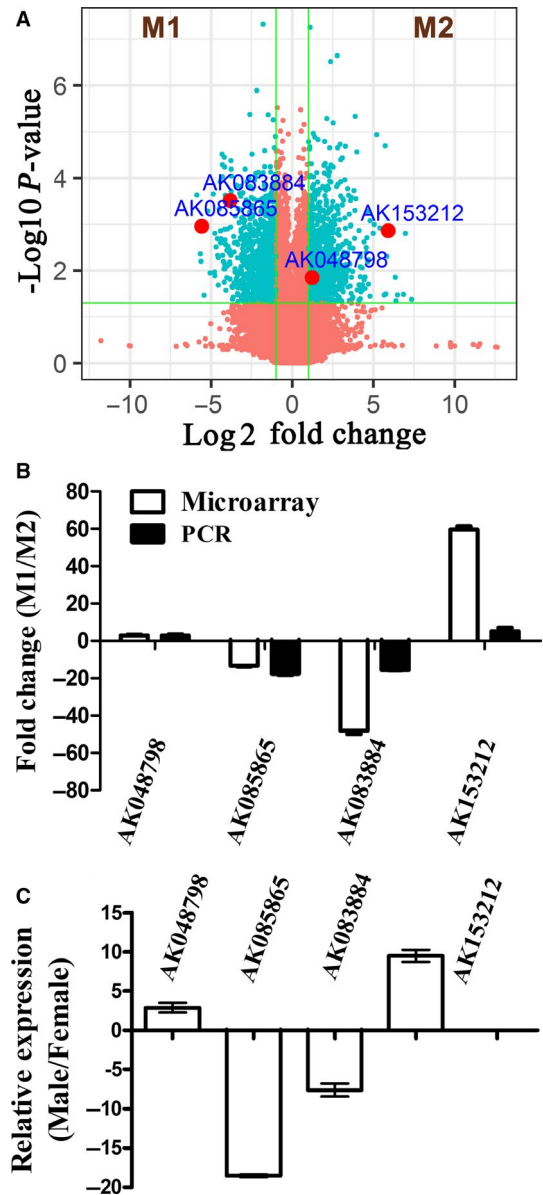 A
M1 M2
6
4
2
0
-Log10 P-value
AK083884
AK085865
AK153212
AK048798
−10 −5 0 5 10
Log2 fold change
B
80
60
40
20
0
−20
−40
−60
−80
Fold change (M1/M2)
Microarray
PCR
AK048798
AK085865
AK083884
AK153212
C
15
10
5
0
−5
−10
−15
−20
Relative expression
(Male/Female)
AK048798
AK085865
AK083884
AK153212